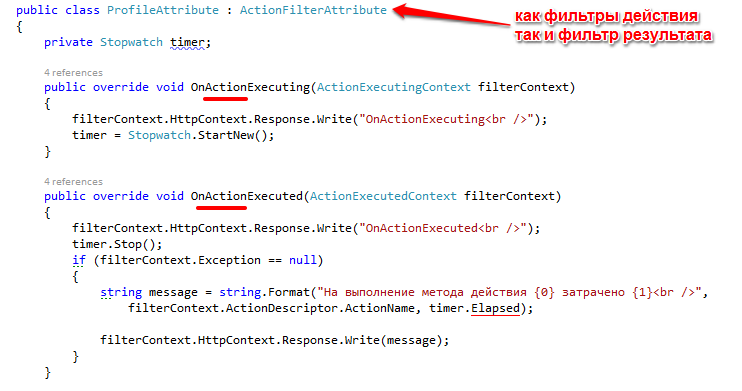 public class ProfileAttribute : ActionFilterAttribute
как фильтры действия
так и фильтр результата
{
private Stopwatch timer;
4 references
public override void OnActionExecuting(ActionExecutingContext filterContext)
{
filterContext.HttpContext.Response.Write("OnActionExecuting<br />");
timer = Stopwatch.StartNew();
}
4 references
public override void OnActionExecuted(ActionExecutedContext filterContext)
{
filterContext.HttpContext.Response.Write("OnActionExecuted<br />");
timer.Stop();
if (filterContext.Exception == null)
{
string message = string.Format("На выполнение метода действия {0} затрачено {1}<br />",
filterContext.ActionDescriptor.ActionName, timer.Elapsed);
filterContext.HttpContext.Response.Write(message);
}
}